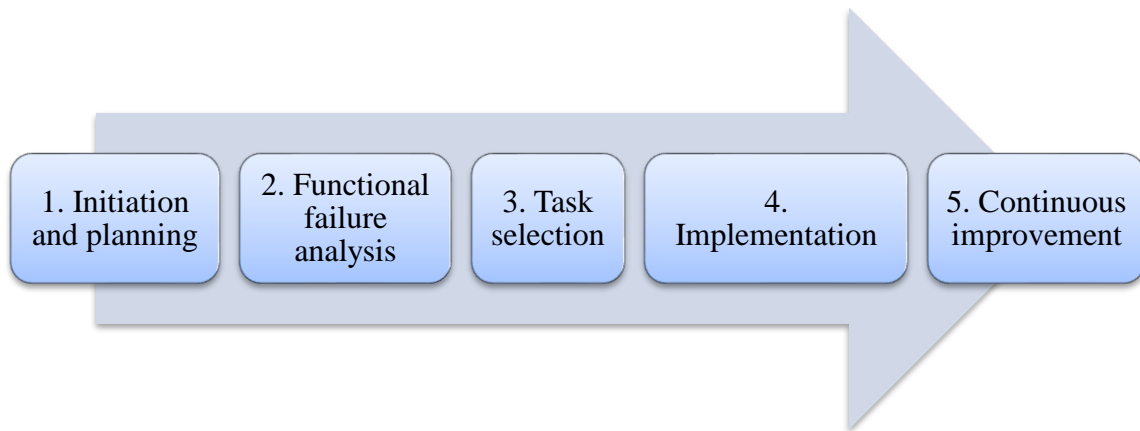 1. Initiation
and planning
2. Functional
failure
analysis
3. Task
selection
4.
Implementation
5. Continuous
improvement